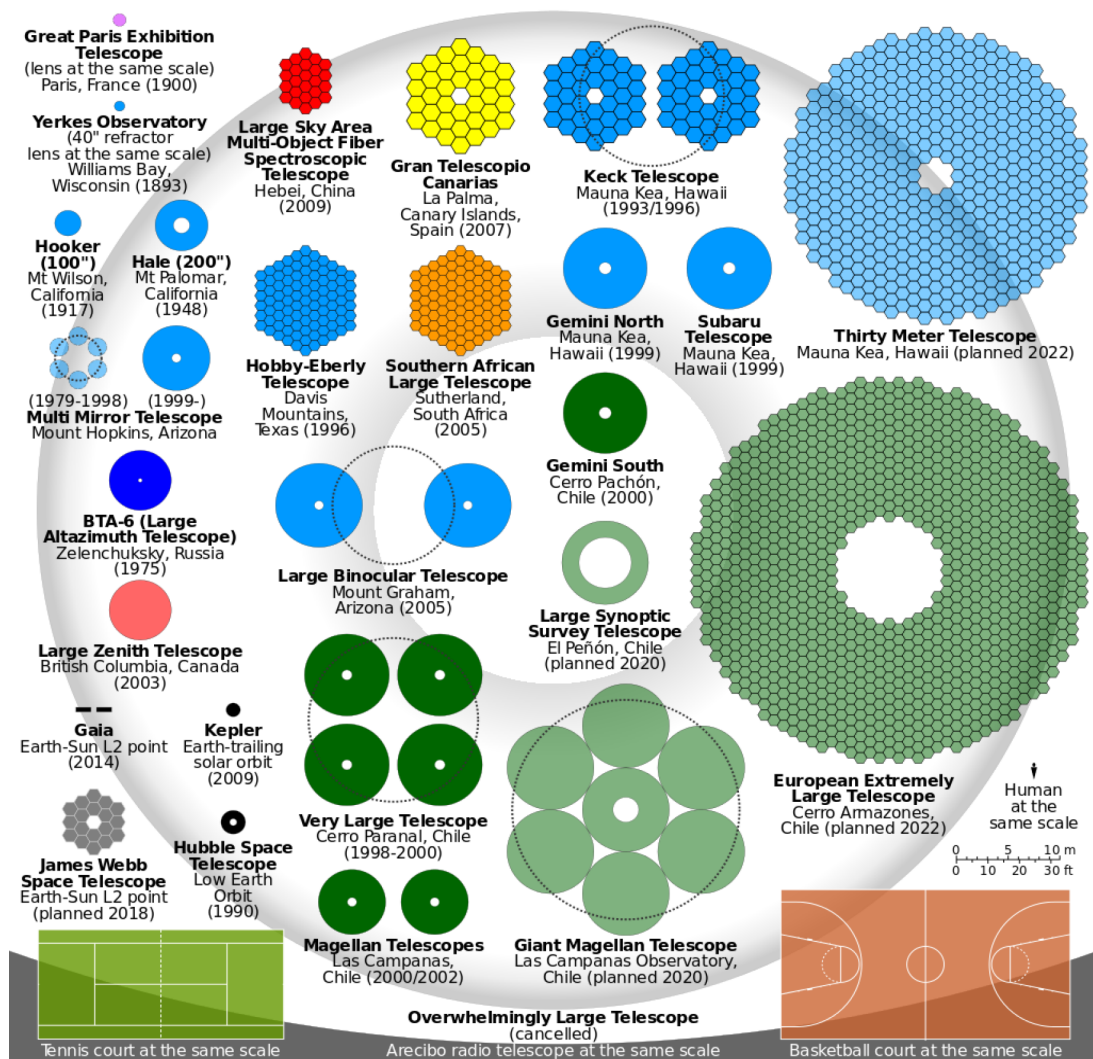 Great Paris Exhibition
Telescope
(lens at the same scale)
Paris, France (1900)
Yerkes Observatory
(40" refractor
lens at the same scale)
Williams Bay,
Wisconsin (1893)
Large Sky Area
Multi-Object Fiber
Spectroscopic
Telescope
Hebei, China
(2009)
Gran Telescopio
Canarias
La Palma,
Canary Islands,
Spain (2007)
Keck Telescope
Mauna Kea, Hawaii
(1993/1996)
Thirty Meter Telescope
Mauna Kea, Hawaii (planned 2022)
Hooker
(100")
Mt Wilson,
California
(1917)
Hale (200")
Mt Palomar,
California
(1948)
Hobby-Eberly
Telescope
Davis
Mountains,
Texas (1996)
Southern African
Large Telescope
Sutherland,
South Africa
(2005)
Gemini North
Mauna Kea,
Hawaii (1999)
Subaru
Telescope
Mauna Kea,
Hawaii (1999)
(1979-1998) (1999-)
Multi Mirror Telescope
Mount Hopkins, Arizona
Gemini South
Cerro Pachón,
Chile (2000)
BTA-6 (Large
Altazimuth Telescope)
Zelenchuksky, Russia
(1975)
Large Binocular Telescope
Mount Graham,
Arizona (2005)
Large Synoptic
Survey Telescope
El Peñón, Chile
(planned 2020)
Large Zenith Telescope
British Columbia, Canada
(2003)
Gaia
Earth-Sun L2 point
(2014)
Kepler
Earth-trailing
solar orbit
(2009)
Very Large Telescope
Cerro Paranal, Chile
(1998-2000)
European Extremely
Large Telescope
Cerro Armazones,
Chile (planned 2022)
Human
at the
same scale
0 5 10 m
0 10 20 30 ft
James Webb
Space Telescope
Earth-Sun L2 point
(planned 2018)
Hubble Space
Telescope
Low Earth
Orbit
(1990)
Magellan Telescopes
Las Campanas,
Chile (2000/2002)
Giant Magellan Telescope
Las Campanas Observatory,
Chile (planned 2020)
Overwhelmingly Large Telescope
(cancelled)
Tennis court at the same scale
Arecibo radio telescope at the same scale
Basketball court at the same scale